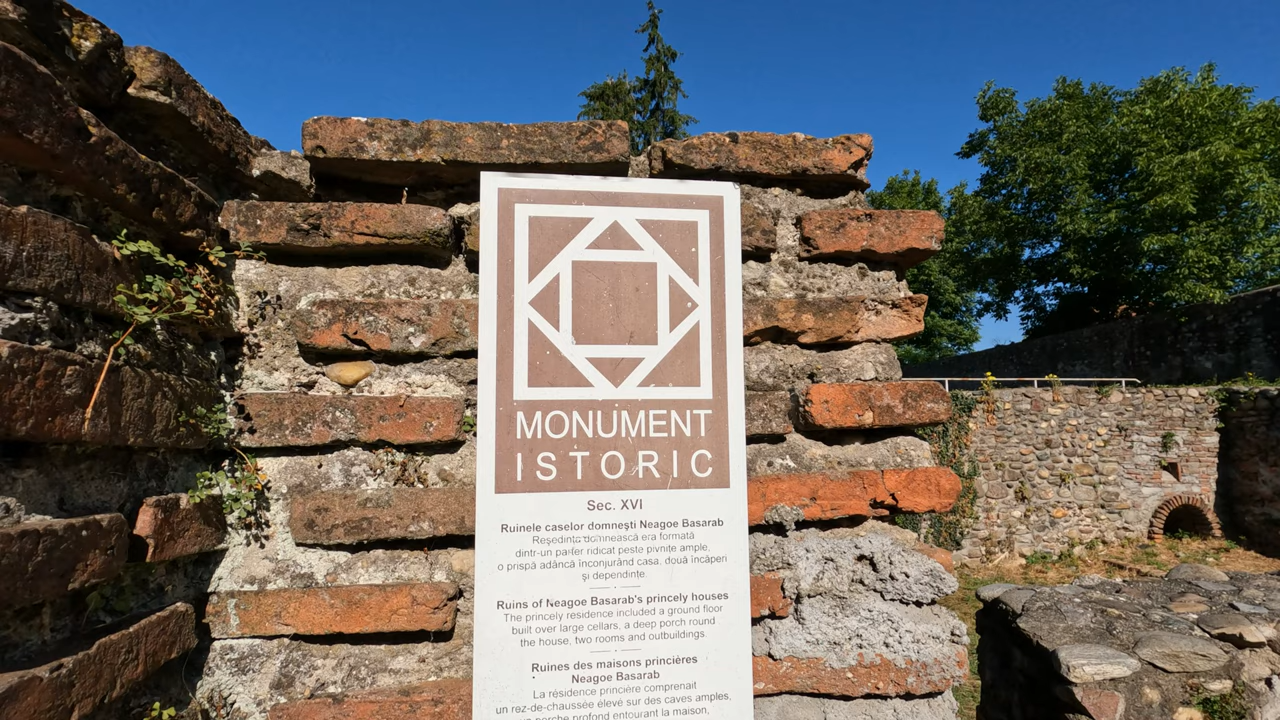 MONUMENT
ISTORIC
Sec. XVI
Ruinele caselor domneşti Neagoe Basarab
Reşedinţa domnească era formată
dintr-un parter ridicat peste pivniţe ample,
o prispă adâncă înconjurând casa, două încăperi
şi dependinţe.
Ruins of Neagoe Basarab's princely houses
The princely residence included a ground floor
built over large cellars, a deep porch round
the house, two rooms and outbuildings.
Ruines des maisons princières
Neagoe Basarab
La résidence princière comprenait
un rez-de-chaussée élevé sur des caves amples,
un porche profond entourant la maison,